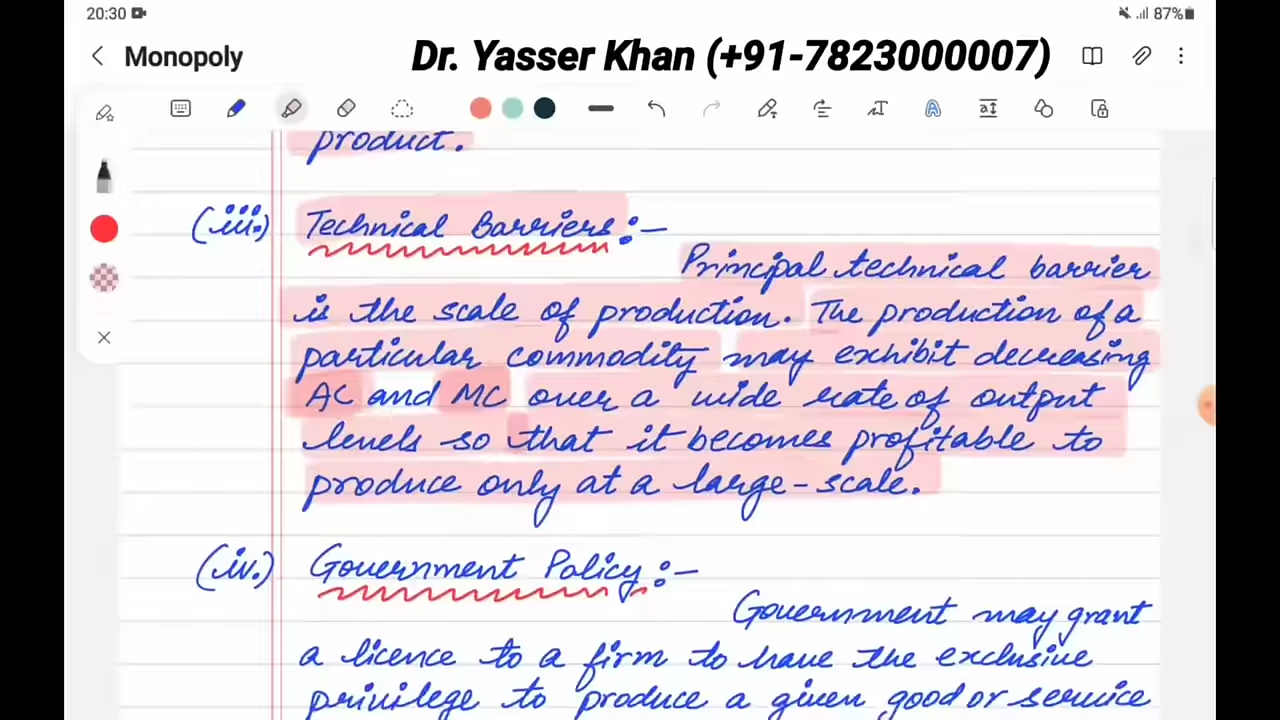 20:30
87%
Monopoly
Dr. Yasser Khan (+91-7823000007)
product.
(iii.) Technical Barriers:-
Principal technical barrier
is the scale of production. The production of a
particular commodity may exhibit decreasing
AC and MC over a wide rate of output
levels so that it becomes profitable to
produce only at a large-scale.
(iv.) Government Policy:-
Government may grant
a licence to a firm to have the exclusive
privilege to produce a given good or service